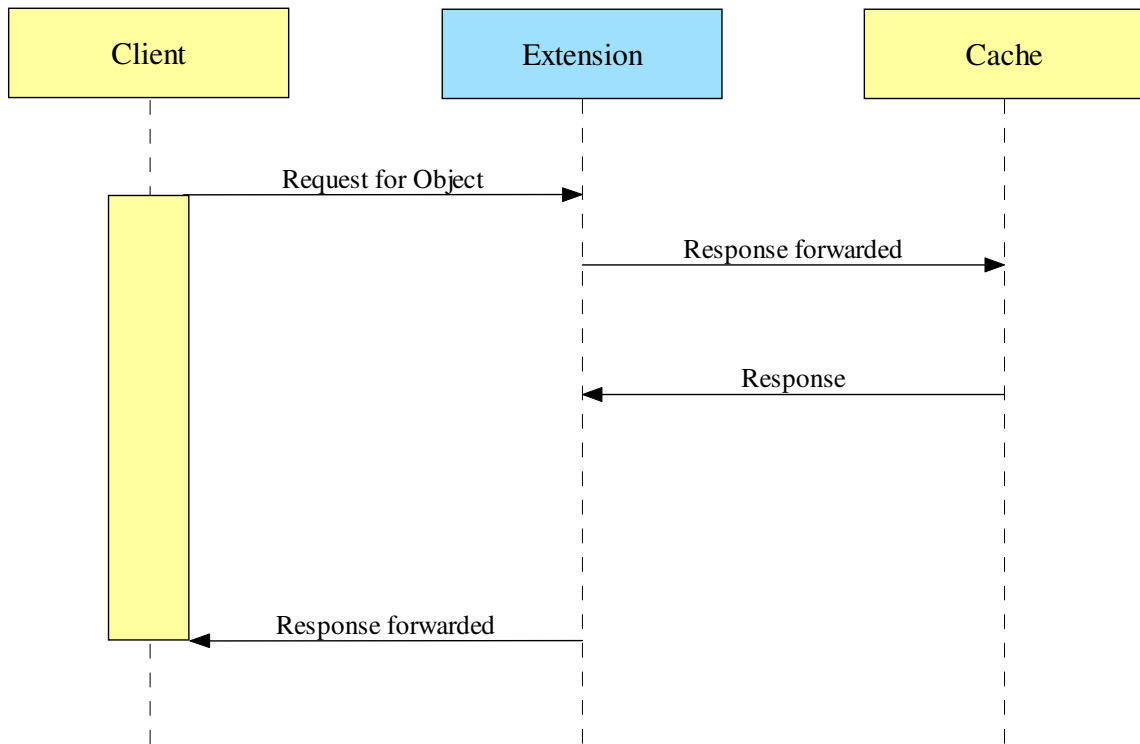 Client
Extension
Cache
Request for Object
Response forwarded
Response
Response forwarded